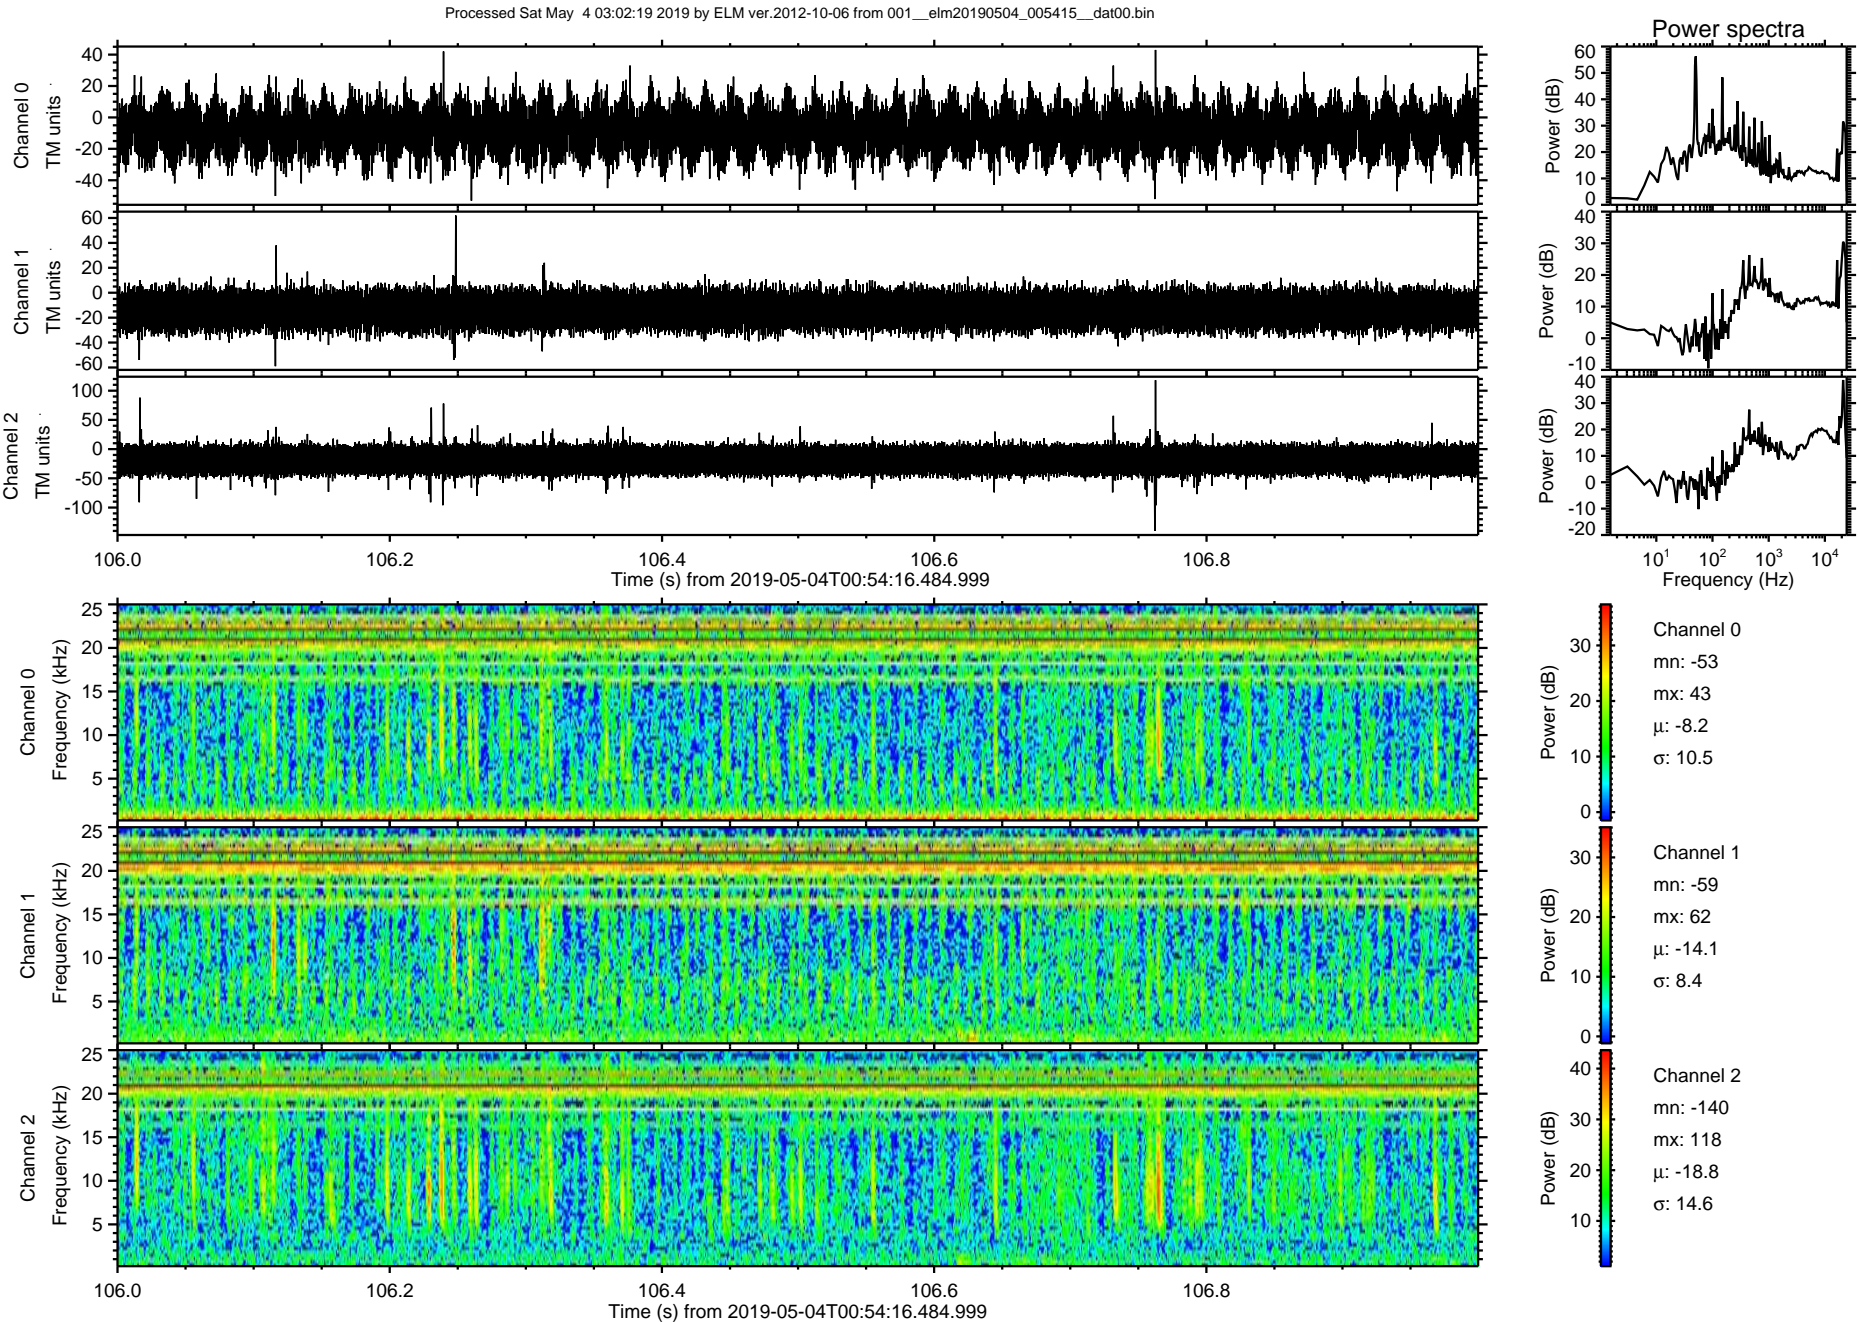 Processed Sat May  4 03:02:19 2019 by ELM ver.2012-10-06 from 001__elm20190504_005415__dat00.bin
Power spectra
Channel 0
TM units
40
20
0
-20
-40
Power (dB)
60
50
40
30
20
10
0
Channel 1
TM units
60
40
20
0
-20
-40
-60
Power (dB)
40
30
20
10
0
-10
Channel 2
TM units
100
50
0
-50
-100
Power (dB)
40
30
20
10
0
-10
-20
106.0 106.2 106.4 106.6 106.8
Time (s) from 2019-05-04T00:54:16.484.999
10^1 10^2 10^3 10^4
Frequency (Hz)
Channel 0
Frequency (kHz)
25
20
15
10
5
Power (dB)
30
20
10
0
Channel 0
mn: -53
mx: 43
μ: -8.2
σ: 10.5
Channel 1
Frequency (kHz)
25
20
15
10
5
Power (dB)
30
20
10
0
Channel 1
mn: -59
mx: 62
μ: -14.1
σ: 8.4
Channel 2
Frequency (kHz)
25
20
15
10
5
Power (dB)
40
30
20
10
Channel 2
mn: -140
mx: 118
μ: -18.8
σ: 14.6
106.0 106.2 106.4 106.6 106.8
Time (s) from 2019-05-04T00:54:16.484.999